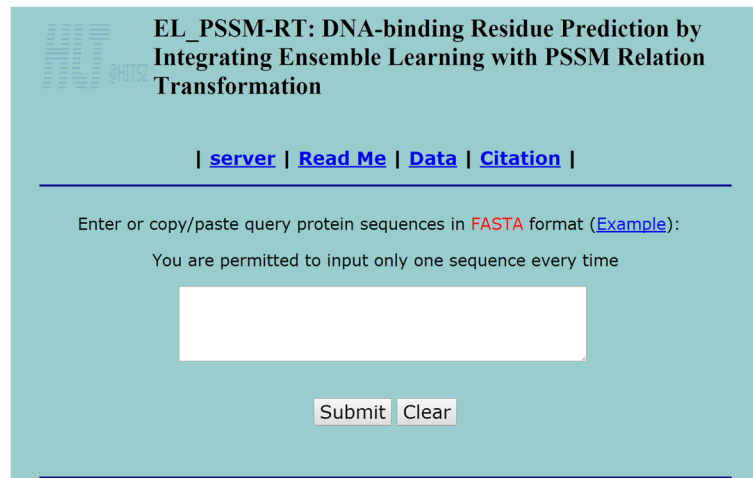 HLT @HITSZ
EL_PSSM-RT: DNA-binding Residue Prediction by
Integrating Ensemble Learning with PSSM Relation
Transformation
| server | Read Me | Data | Citation |
Enter or copy/paste query protein sequences in FASTA format (Example):
You are permitted to input only one sequence every time
Submit Clear